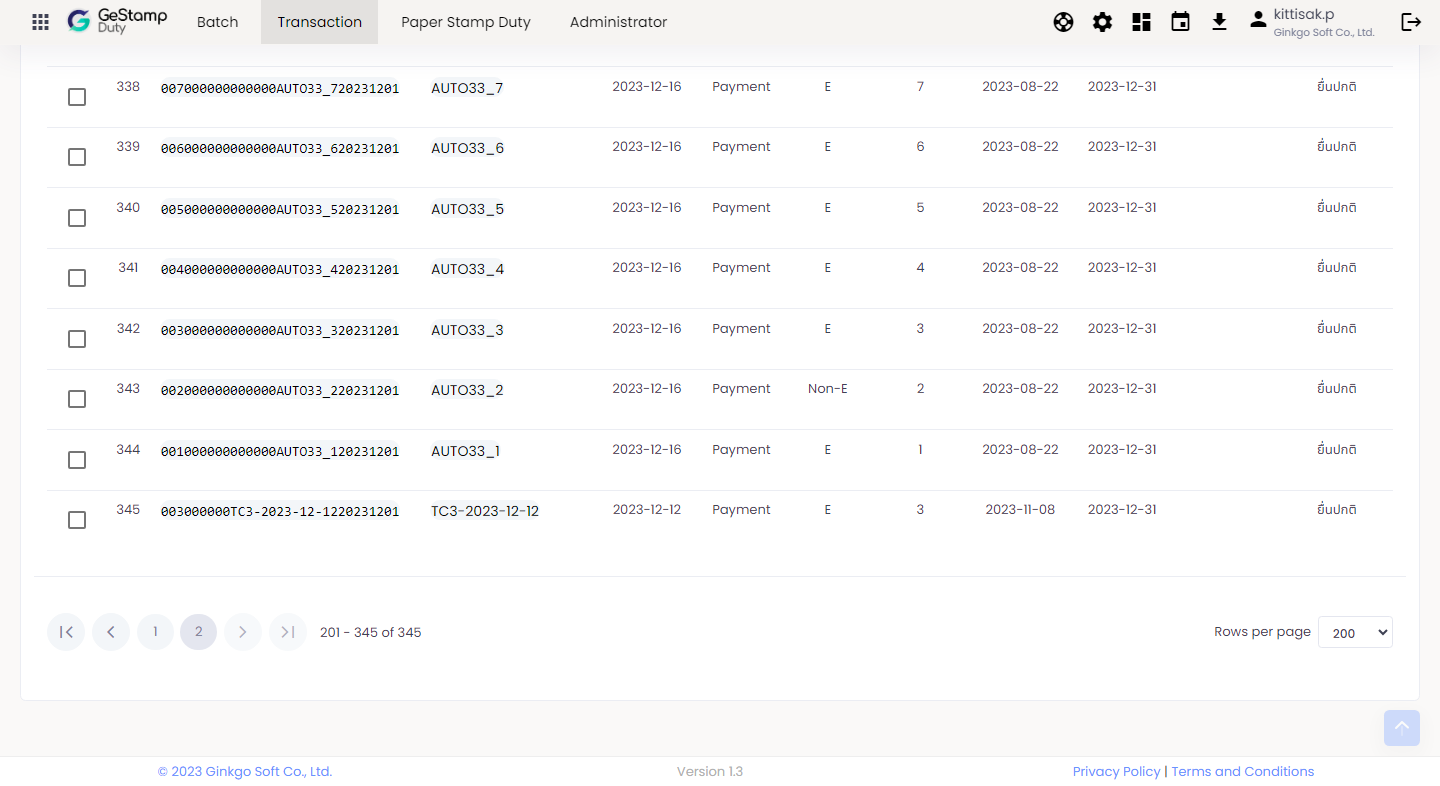 GeStamp Duty Batch Transaction Paper Stamp Duty Administrator kittisak.p
Ginkgo Soft Co., Ltd.
338 007000000000000AUTO33_720231201 AUTO33_7 2023-12-16 Payment E 7 2023-08-22 2023-12-31 ยื่นปกติ
339 006000000000000AUTO33_620231201 AUTO33_6 2023-12-16 Payment E 6 2023-08-22 2023-12-31 ยื่นปกติ
340 005000000000000AUTO33_520231201 AUTO33_5 2023-12-16 Payment E 5 2023-08-22 2023-12-31 ยื่นปกติ
341 004000000000000AUTO33_420231201 AUTO33_4 2023-12-16 Payment E 4 2023-08-22 2023-12-31 ยื่นปกติ
342 003000000000000AUTO33_320231201 AUTO33_3 2023-12-16 Payment E 3 2023-08-22 2023-12-31 ยื่นปกติ
343 002000000000000AUTO33_220231201 AUTO33_2 2023-12-16 Payment Non-E 2 2023-08-22 2023-12-31 ยื่นปกติ
344 001000000000000AUTO33_120231201 AUTO33_1 2023-12-16 Payment E 1 2023-08-22 2023-12-31 ยื่นปกติ
345 003000000TC3-2023-12-1220231201 TC3-2023-12-12 2023-12-12 Payment E 3 2023-11-08 2023-12-31 ยื่นปกติ
1 2 201 - 345 of 345 Rows per page 200
© 2023 Ginkgo Soft Co., Ltd. Version 1.3 Privacy Policy | Terms and Conditions